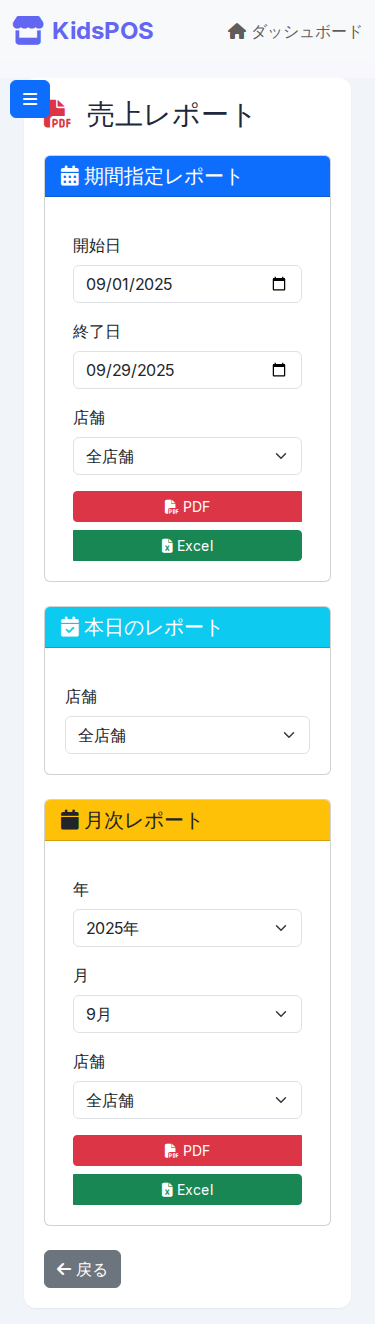 KidsPOS
ダッシュボード
売上レポート
期間指定レポート
開始日
09/01/2025
終了日
09/29/2025
店舗
全店舗
PDF
Excel
本日のレポート
店舗
全店舗
月次レポート
年
2025年
月
9月
店舗
全店舗
PDF
Excel
戻る